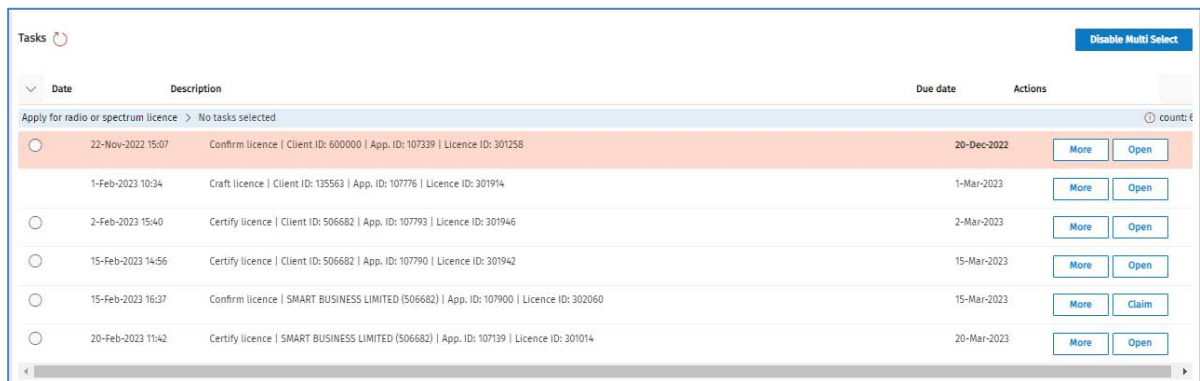 Tasks
Disable Multi Select
Date Description Due date Actions
Apply for radio or spectrum licence > No tasks selected count: 6
22-Nov-2022 15:07 Confirm licence | Client ID: 600000 | App. ID: 107339 | Licence ID: 301258 20-Dec-2022 More Open
1-Feb-2023 10:34 Craft licence | Client ID: 135563 | App. ID: 107776 | Licence ID: 301914 1-Mar-2023 More Open
2-Feb-2023 15:40 Certify licence | Client ID: 506682 | App. ID: 107793 | Licence ID: 301946 2-Mar-2023 More Open
15-Feb-2023 14:56 Certify licence | Client ID: 506682 | App. ID: 107790 | Licence ID: 301942 15-Mar-2023 More Open
15-Feb-2023 16:37 Confirm licence | SMART BUSINESS LIMITED (506682) | App. ID: 107900 | Licence ID: 302060 15-Mar-2023 More Claim
20-Feb-2023 11:42 Certify licence | SMART BUSINESS LIMITED (506682) | App. ID: 107139 | Licence ID: 301014 20-Mar-2023 More Open